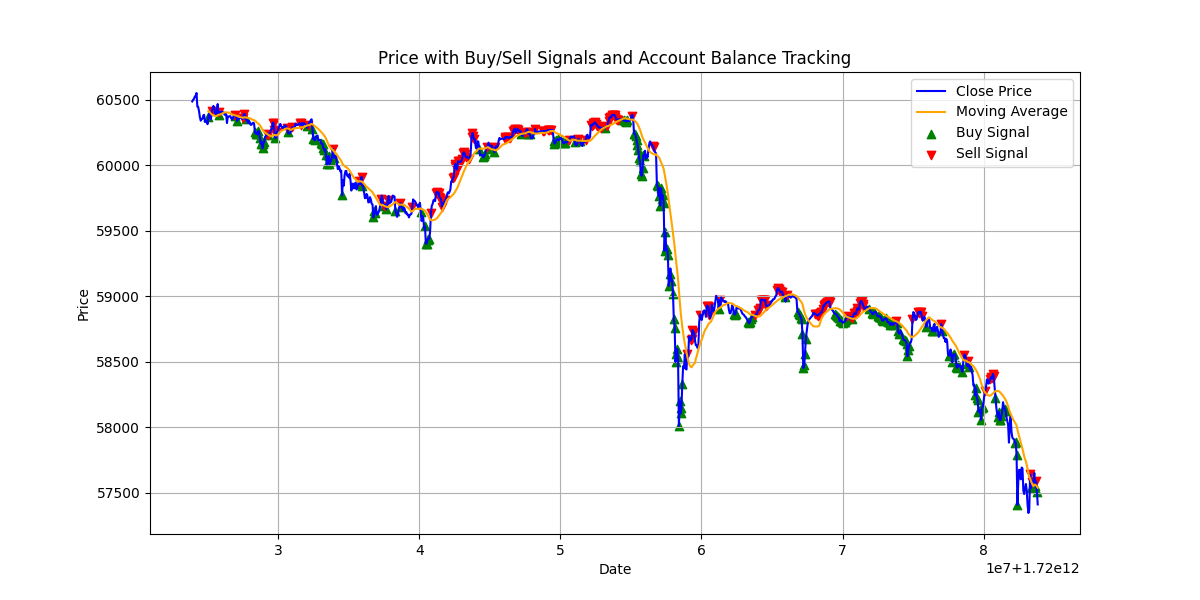 Price with Buy/Sell Signals and Account Balance Tracking
Close Price
Moving Average
Buy Signal
Sell Signal
60500
60000
59500
59000
58500
58000
57500
Price
3 4 5 6 7 8
1e7+1.72e12
Date